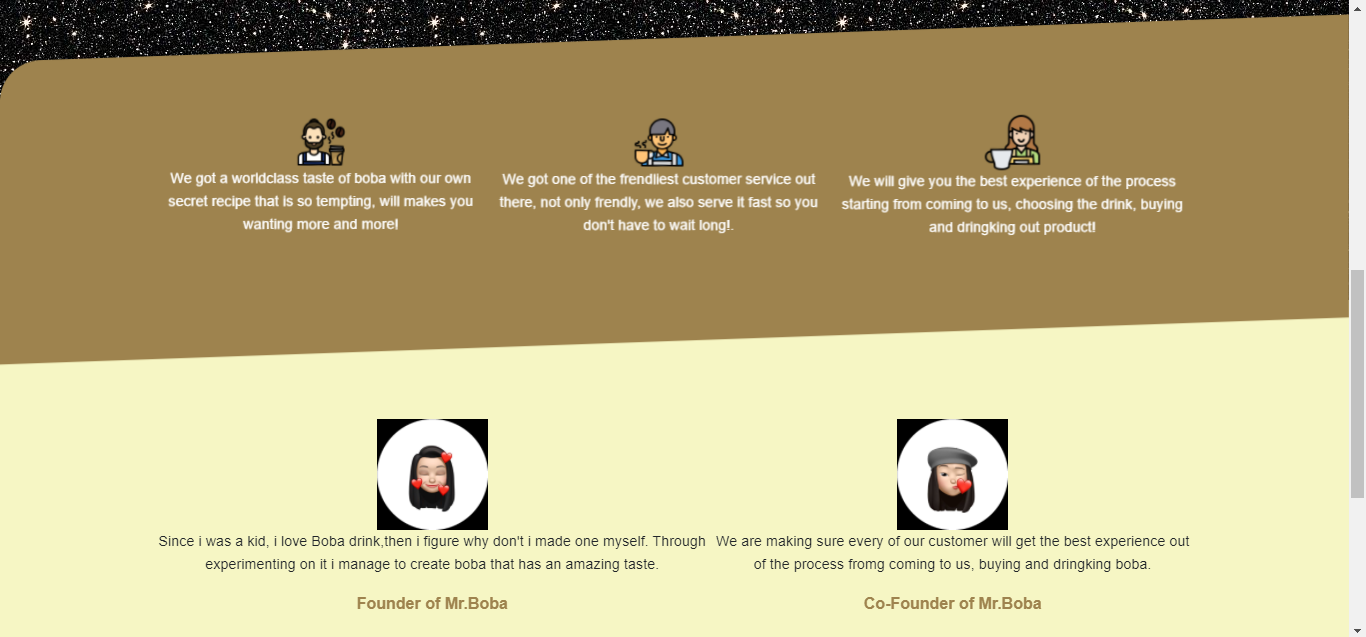 We got a worldclass taste of boba with our own
secret recipe that is so tempting, will makes you
wanting more and more!
We got one of the frendliest customer service out
there, not only frendly, we also serve it fast so you
don't have to wait long!.
We will give you the best experience of the process
starting from coming to us, choosing the drink, buying
and dringking out product!
Since i was a kid, i love Boba drink,then i figure why don't i made one myself. Through
experimenting on it i manage to create boba that has an amazing taste.
Founder of Mr.Boba
We are making sure every of our customer will get the best experience out
of the process fromg coming to us, buying and dringking boba.
Co-Founder of Mr.Boba